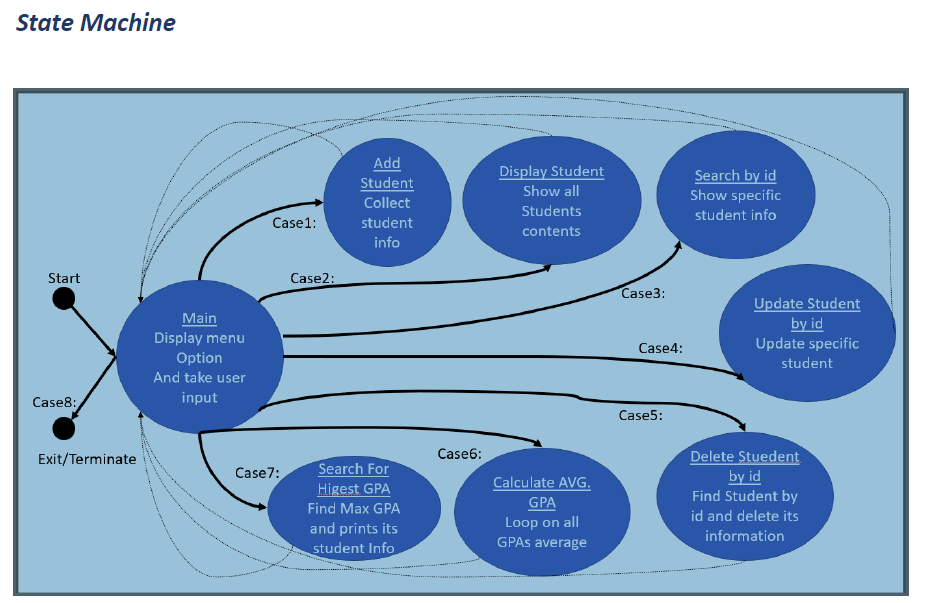 State Machine
Add
Student
Collect
student
info
Display Student
Show all
Students
contents
Search by id
Show specific
student info
Case1:
Case2:
Case3:
Start
Main
Display menu
Option
And take user
input
Update Student
by id
Update specific
student
Case4:
Case8:
Exit/Terminate
Case5:
Case6:
Case7:
Search For
Higest GPA
Find Max GPA
and prints its
student Info
Calculate AVG.
GPA
Loop on all
GPAs average
Delete Stuedent
by id
Find Student by
id and delete its
information